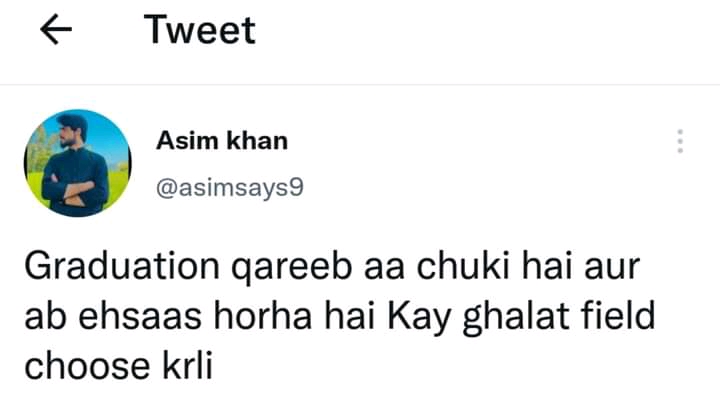 Tweet
Asim khan
@asimsays9
Graduation qareeb aa chuki hai aur
ab ehsaas horha hai Kay ghalat field
choose krli